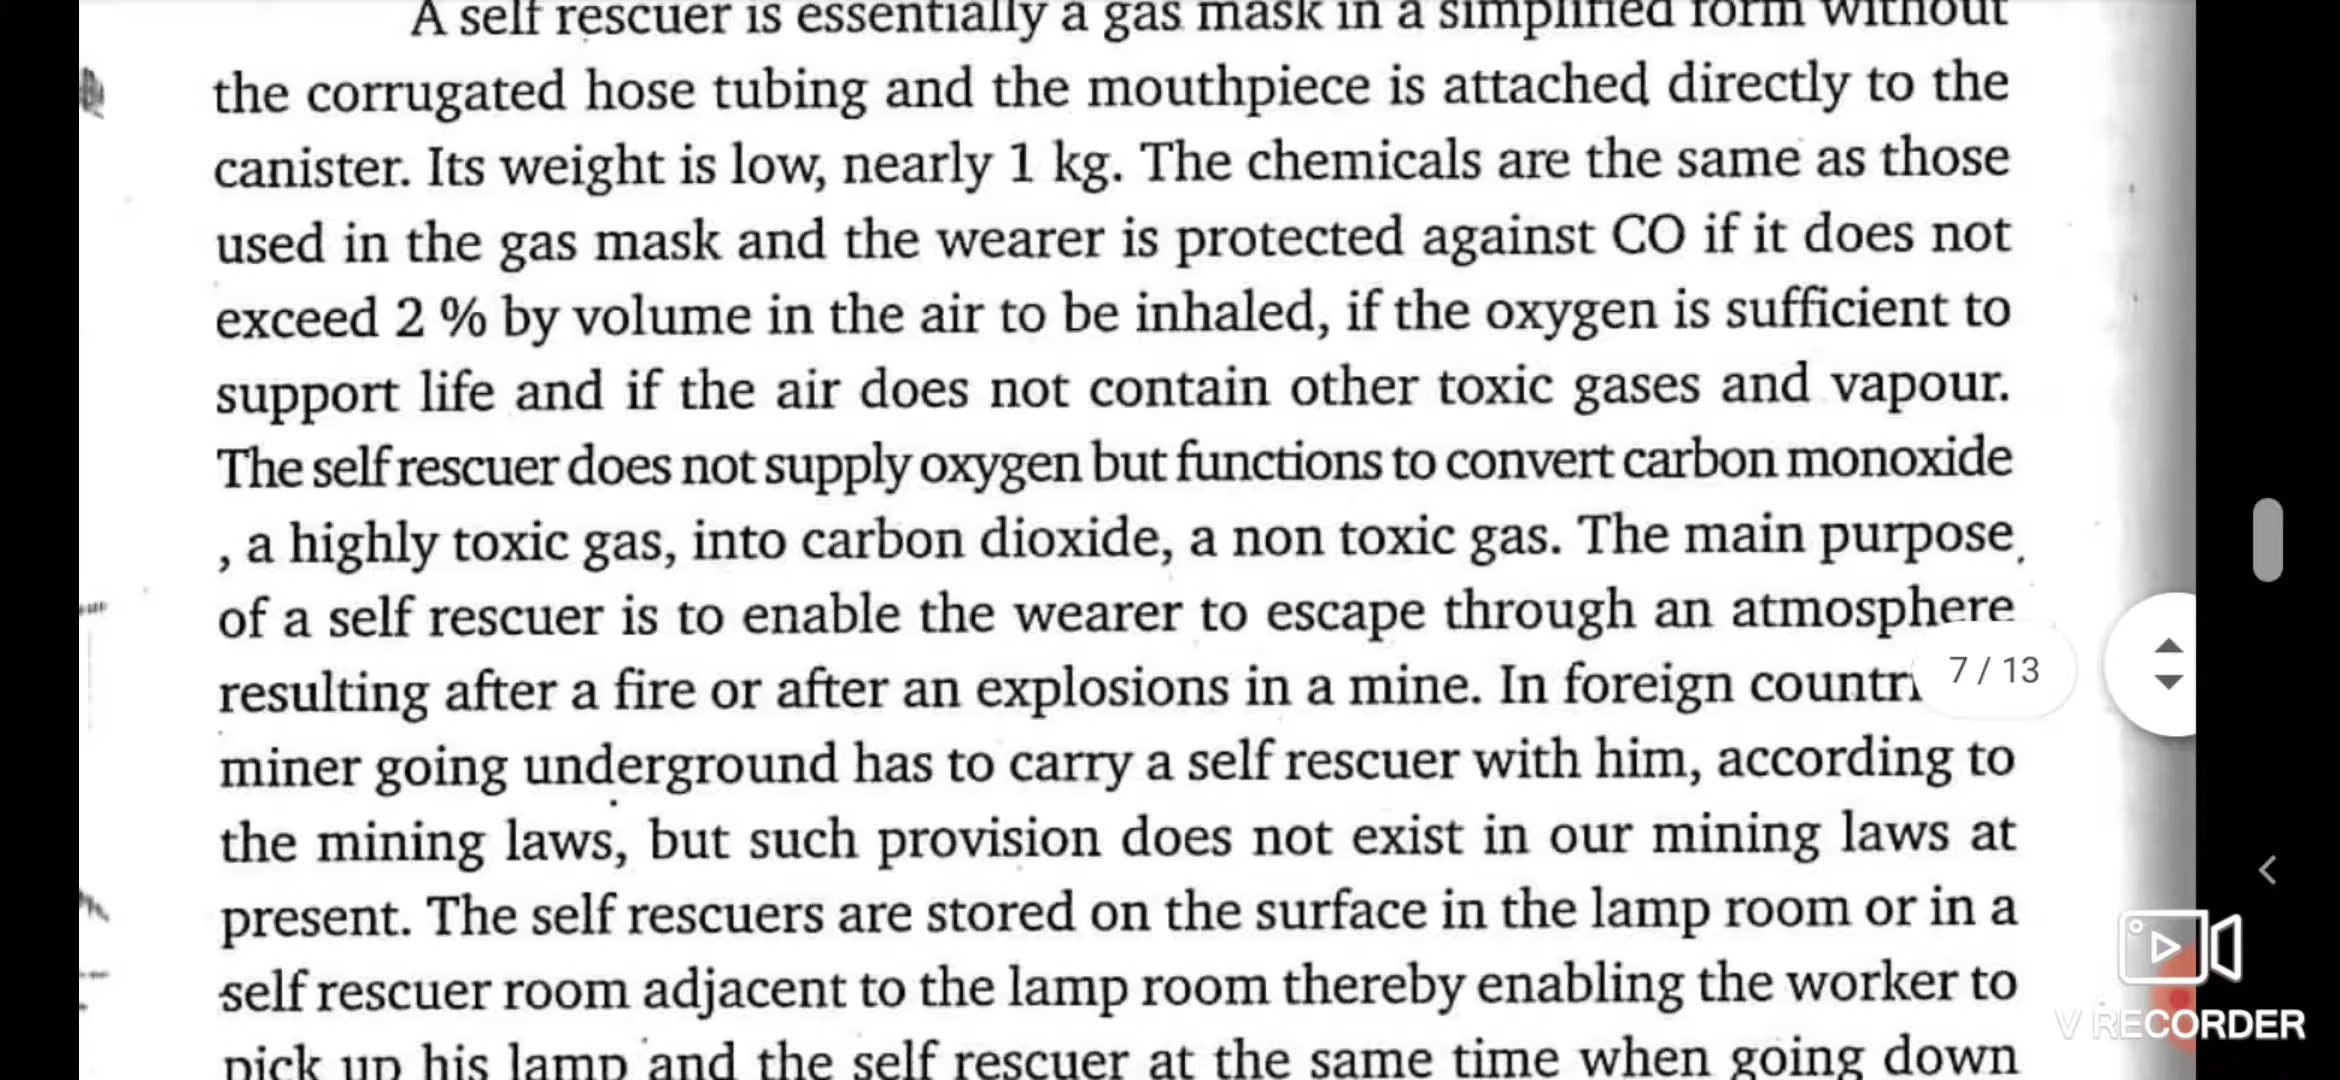 A self rescuer is essentially a gas mask in a simplified form without
the corrugated hose tubing and the mouthpiece is attached directly to the
canister. Its weight is low, nearly 1 kg. The chemicals are the same as those
used in the gas mask and the wearer is protected against CO if it does not
exceed 2 % by volume in the air to be inhaled, if the oxygen is sufficient to
support life and if the air does not contain other toxic gases and vapour.
The self rescuer does not supply oxygen but functions to convert carbon monoxide
, a highly toxic gas, into carbon dioxide, a non toxic gas. The main purpose
of a self rescuer is to enable the wearer to escape through an atmosphere
resulting after a fire or after an explosions in a mine. In foreign
7 / 13
miner going underground has to carry a self rescuer with him, according to
the mining laws, but such provision does not exist in our mining laws at
present. The self rescuers are stored on the surface in the lamp room or in a
self rescuer room adjacent to the lamp room thereby enabling the worker to
pick up his lamp and the self rescuer at the same time when going down
V RECORDER